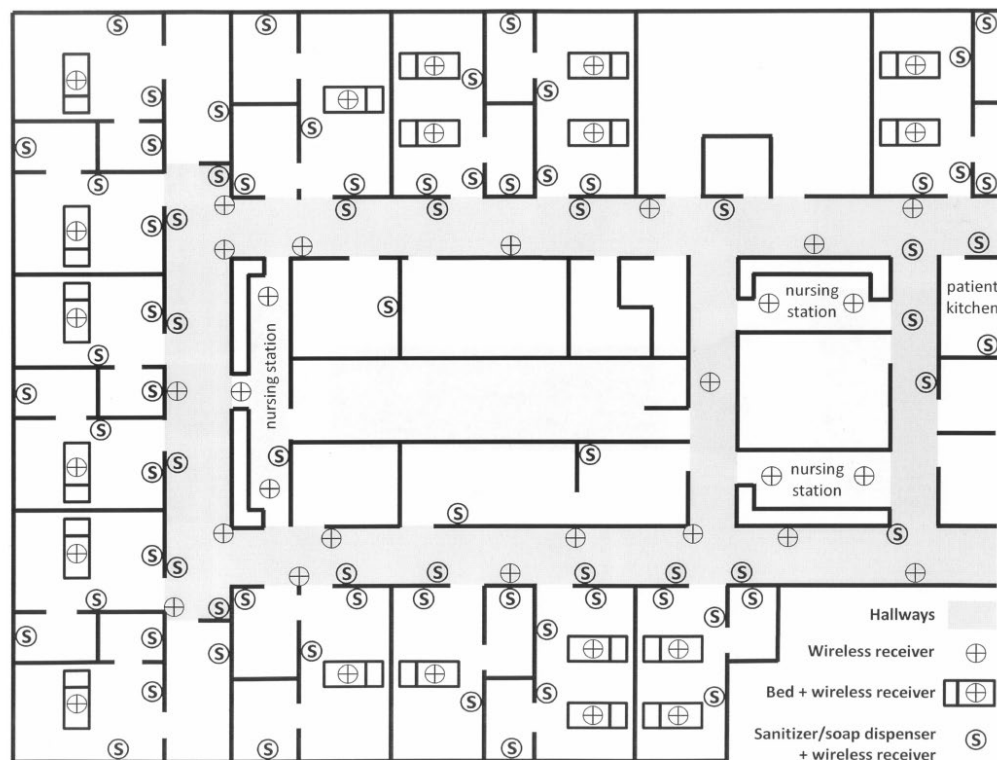 nursing
station
patient
kitchen
nursing station
nursing
station
Hallways
Wireless receiver
Bed + wireless receiver
Sanitizer/soap dispenser Ⓢ
+ wireless receiver